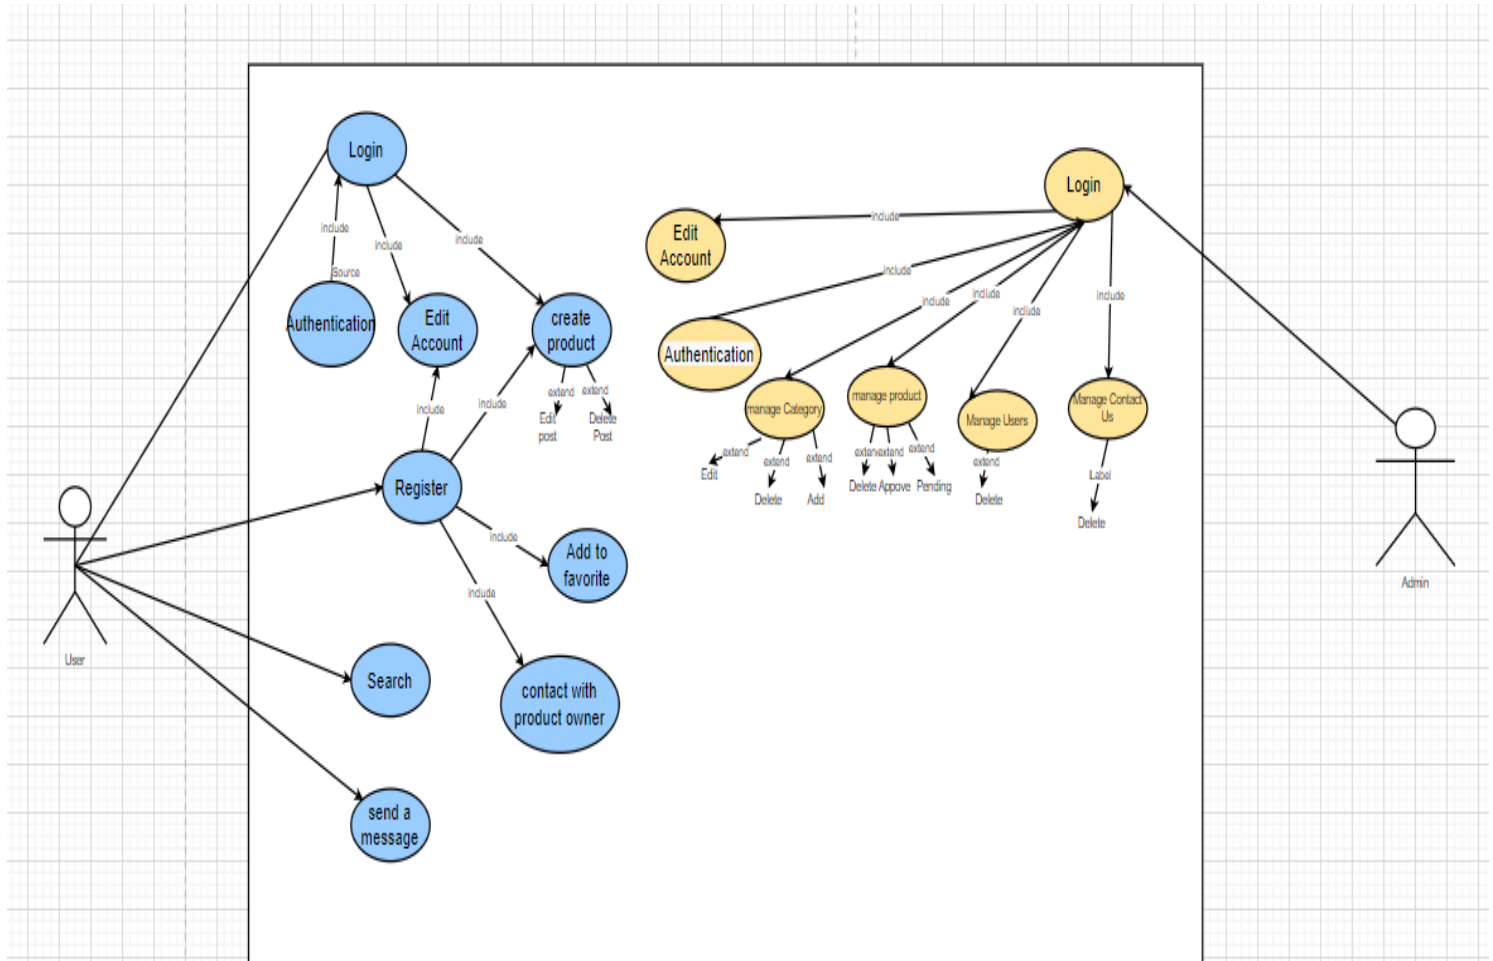 Login
include
include
include
Source
Authentication
Edit
Account
create
product
include
include
extend
extend
Edit
post
Delete
Post
Register
include
Add to
favorite
include
contact with
product owner
Search
send a
message
User
Login
include
Edit
Account
include
include
include
include
include
Authentication
manage Category
manage product
Manage Users
Manage Contact
Us
extend
extend
extend
Edit
Delete
Add
exten
extend
extend
Delete
Appove
Pending
extend
Delete
Label
Delete
Admin